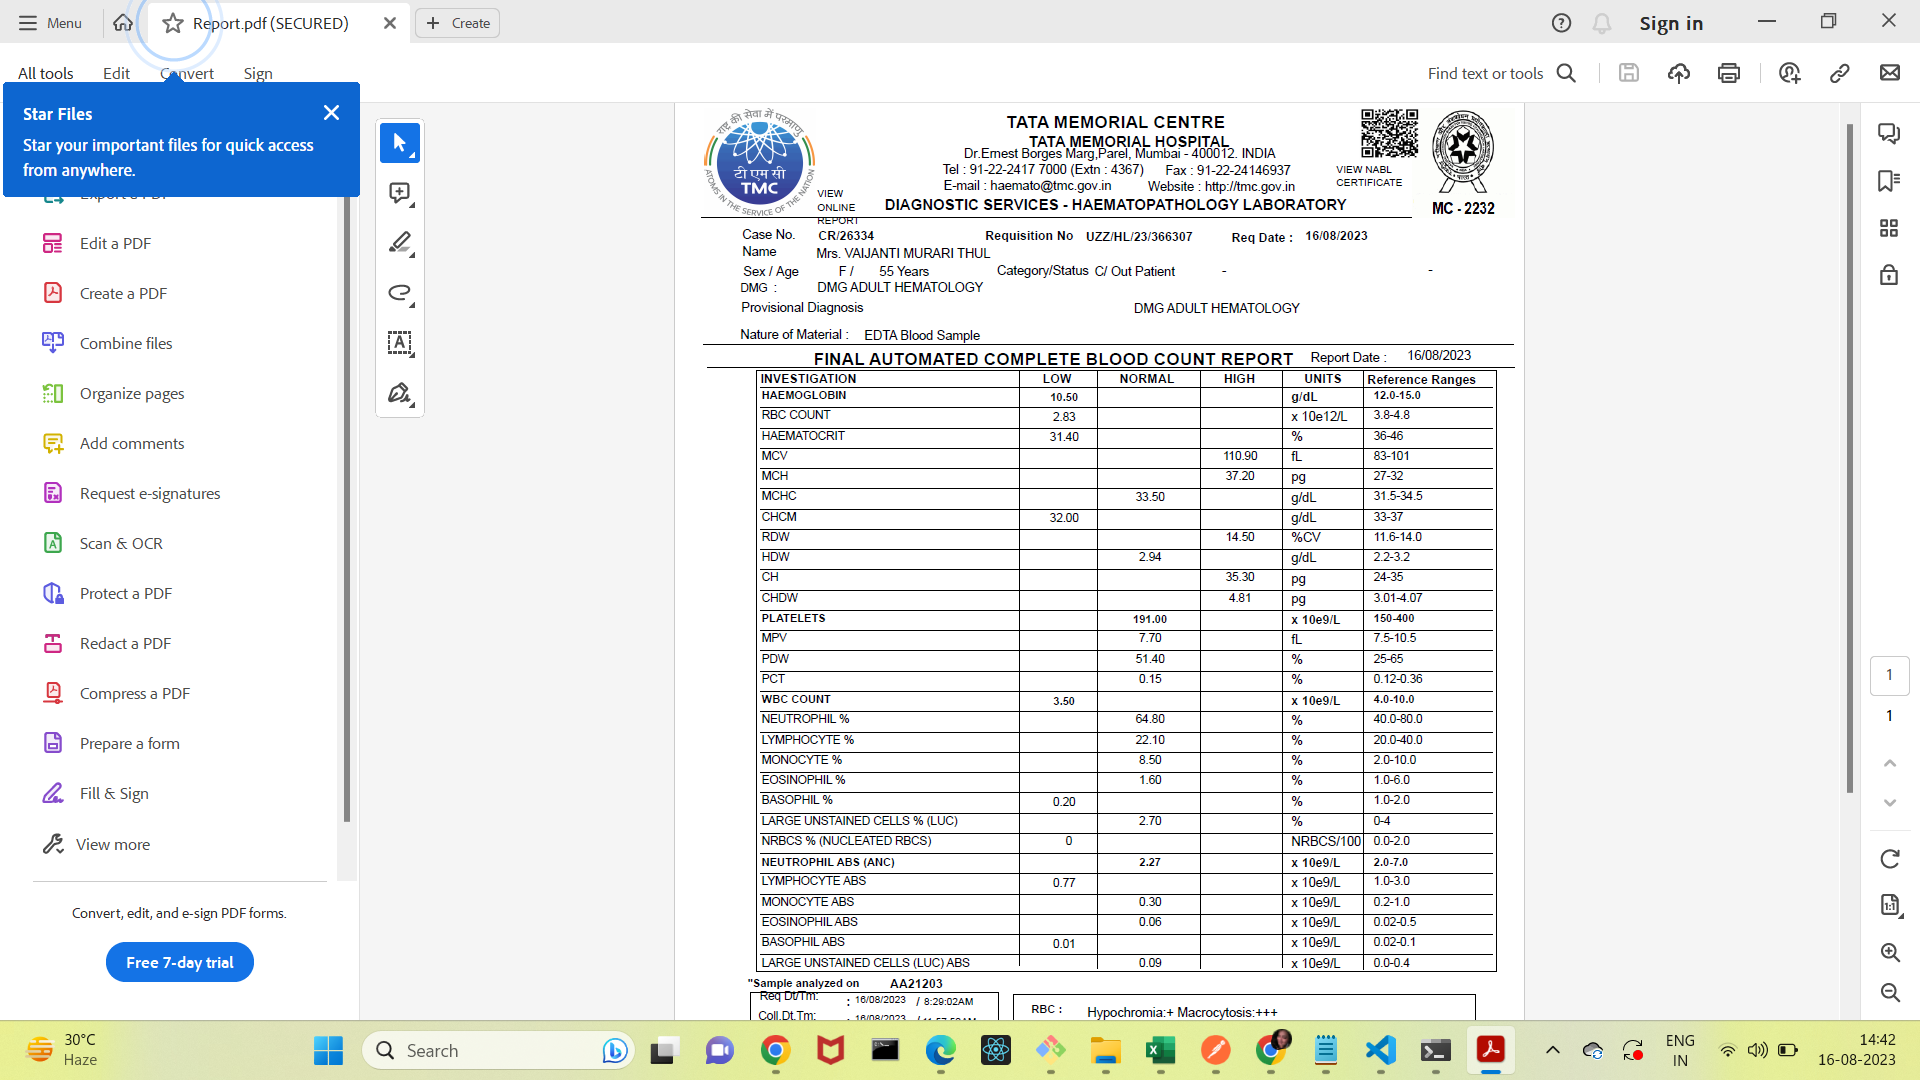 Menu
Report.pdf (SECURED)
Create
Sign in
All tools Edit Convert Sign
Find text or tools
Star Files
Star your important files for quick access
from anywhere.
Edit a PDF
Create a PDF
Combine files
Organize pages
Add comments
Request e-signatures
Scan & OCR
Protect a PDF
Redact a PDF
Compress a PDF
Prepare a form
Fill & Sign
View more
Convert, edit, and e-sign PDF forms.
Free 7-day trial
राष्ट्र की सेवा में परमाणु
टी एम सी
TMC
ATOMS IN THE SERVICE OF THE NATION
VIEW
ONLINE
REPORT
TATA MEMORIAL CENTRE
TATA MEMORIAL HOSPITAL
Dr.Ernest Borges Marg,Parel, Mumbai - 400012. INDIA
Tel : 91-22-2417 7000 (Extn : 4367) Fax : 91-22-24146937
E-mail : haemato@tmc.gov.in Website : http://tmc.gov.in
DIAGNOSTIC SERVICES - HAEMATOPATHOLOGY LABORATORY
VIEW NABL
CERTIFICATE
MC - 2232
Case No. CR/26334 Requisition No UZZ/HL/23/366307 Req Date : 16/08/2023
Name Mrs. VAIJANTI MURARI THUL
Sex / Age F / 55 Years Category/Status C/ Out Patient - -
DMG : DMG ADULT HEMATOLOGY
Provisional Diagnosis DMG ADULT HEMATOLOGY
Nature of Material : EDTA Blood Sample
FINAL AUTOMATED COMPLETE BLOOD COUNT REPORT Report Date : 16/08/2023
INVESTIGATION LOW NORMAL HIGH UNITS Reference Ranges
HAEMOGLOBIN 10.50 g/dL 12.0-15.0
RBC COUNT 2.83 x 10e12/L 3.8-4.8
HAEMATOCRIT 31.40 % 36-46
MCV 110.90 fL 83-101
MCH 37.20 pg 27-32
MCHC 33.50 g/dL 31.5-34.5
CHCM 32.00 g/dL 33-37
RDW 14.50 %CV 11.6-14.0
HDW 2.94 g/dL 2.2-3.2
CH 35.30 pg 24-35
CHDW 4.81 pg 3.01-4.07
PLATELETS 191.00 x 10e9/L 150-400
MPV 7.70 fL 7.5-10.5
PDW 51.40 % 25-65
PCT 0.15 % 0.12-0.36
WBC COUNT 3.50 x 10e9/L 4.0-10.0
NEUTROPHIL % 64.80 % 40.0-80.0
LYMPHOCYTE % 22.10 % 20.0-40.0
MONOCYTE % 8.50 % 2.0-10.0
EOSINOPHIL % 1.60 % 1.0-6.0
BASOPHIL % 0.20 % 1.0-2.0
LARGE UNSTAINED CELLS % (LUC) 2.70 % 0-4
NRBCS % (NUCLEATED RBCS) 0 NRBCS/100 0.0-2.0
NEUTROPHIL ABS (ANC) 2.27 x 10e9/L 2.0-7.0
LYMPHOCYTE ABS 0.77 x 10e9/L 1.0-3.0
MONOCYTE ABS 0.30 x 10e9/L 0.2-1.0
EOSINOPHIL ABS 0.06 x 10e9/L 0.02-0.5
BASOPHIL ABS 0.01 x 10e9/L 0.02-0.1
LARGE UNSTAINED CELLS (LUC) ABS 0.09 x 10e9/L 0.0-0.4
"Sample analyzed on AA21203
Req Dt/Tm: : 16/08/2023 / 8:29:02AM
Coll.Dt.Tm: 16/08/2023
RBC : Hypochromia:+ Macrocytosis:+++
1
1
30°C
Haze
Search
ENG
IN
14:42
16-08-2023